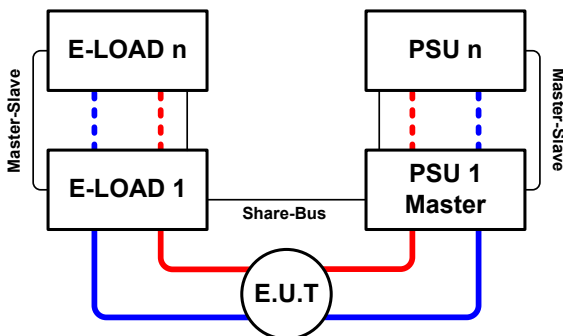 E-LOAD n
PSU n
Master-Slave
Master-Slave
E-LOAD 1
PSU 1
Master
Share-Bus
E.U.T